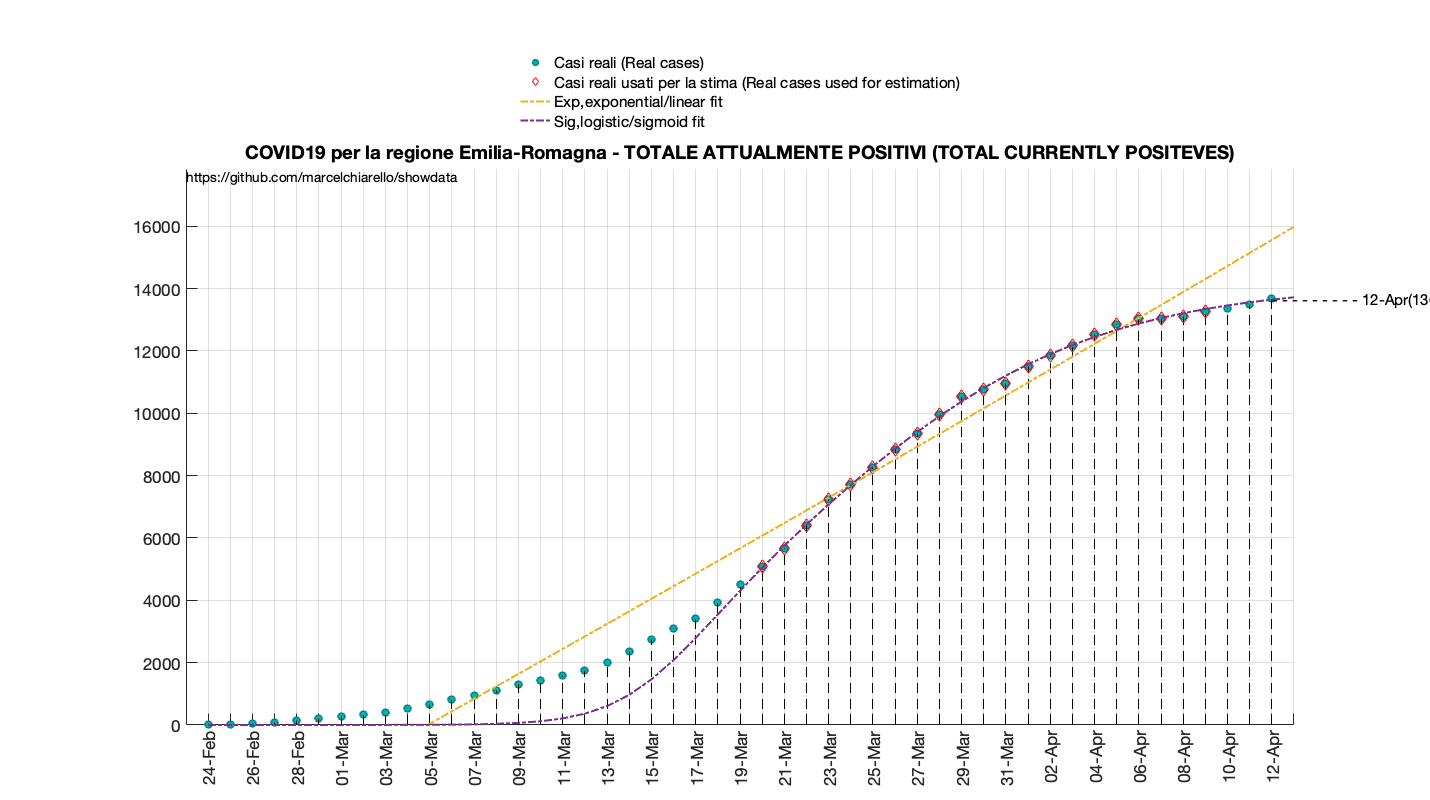 Casi reali (Real cases)
Casi reali usati per la stima (Real cases used for estimation)
Exp,exponential/linear fit
Sig,logistic/sigmoid fit
COVID19 per la regione Emilia-Romagna - TOTALE ATTUALMENTE POSITIVI (TOTAL CURRENTLY POSITEVES)
https://github.com/marcelchiarello/showdata
16000
14000
12000
10000
8000
6000
4000
2000
0
12-Apr(13
24-Feb
26-Feb
28-Feb
01-Mar
03-Mar
05-Mar
07-Mar
09-Mar
11-Mar
13-Mar
15-Mar
17-Mar
19-Mar
21-Mar
23-Mar
25-Mar
27-Mar
29-Mar
31-Mar
02-Apr
04-Apr
06-Apr
08-Apr
10-Apr
12-Apr